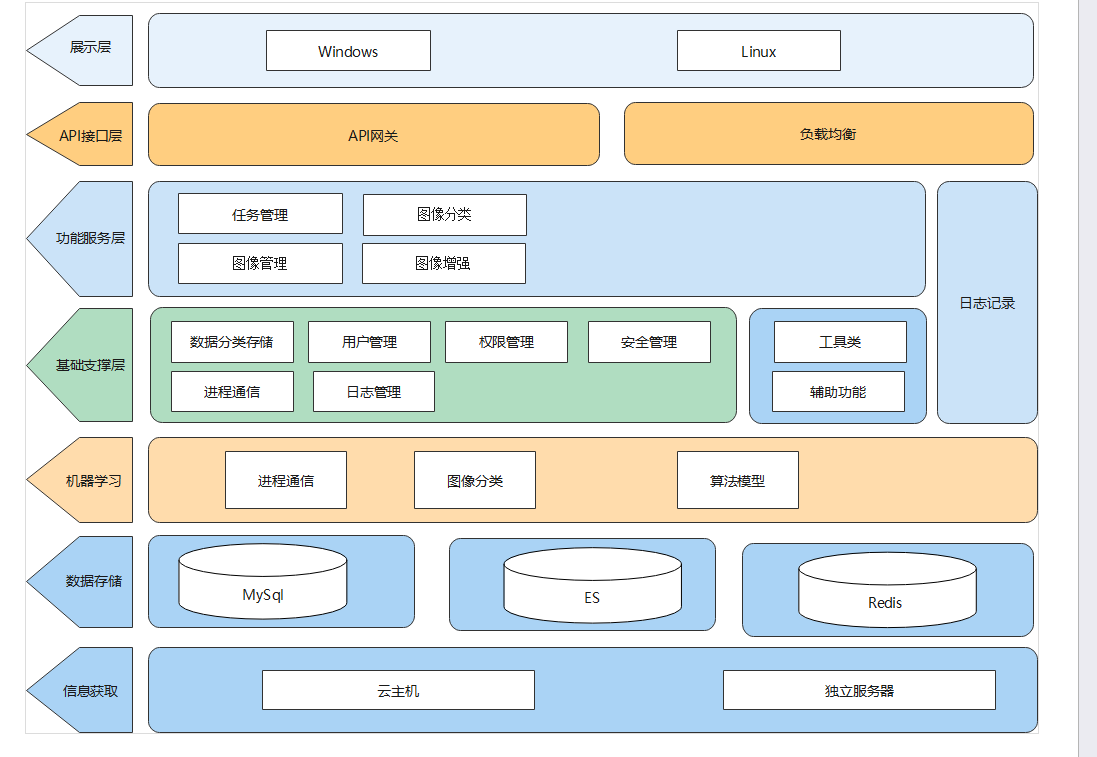 展示层
Windows
Linux
API接口层
API网关
负载均衡
功能服务层
任务管理
图像分类
图像管理
图像增强
日志记录
基础支撑层
数据分类存储
用户管理
权限管理
安全管理
进程通信
日志管理
工具类
辅助功能
机器学习
进程通信
图像分类
算法模型
数据存储
MySql
ES
Redis
信息获取
云主机
独立服务器